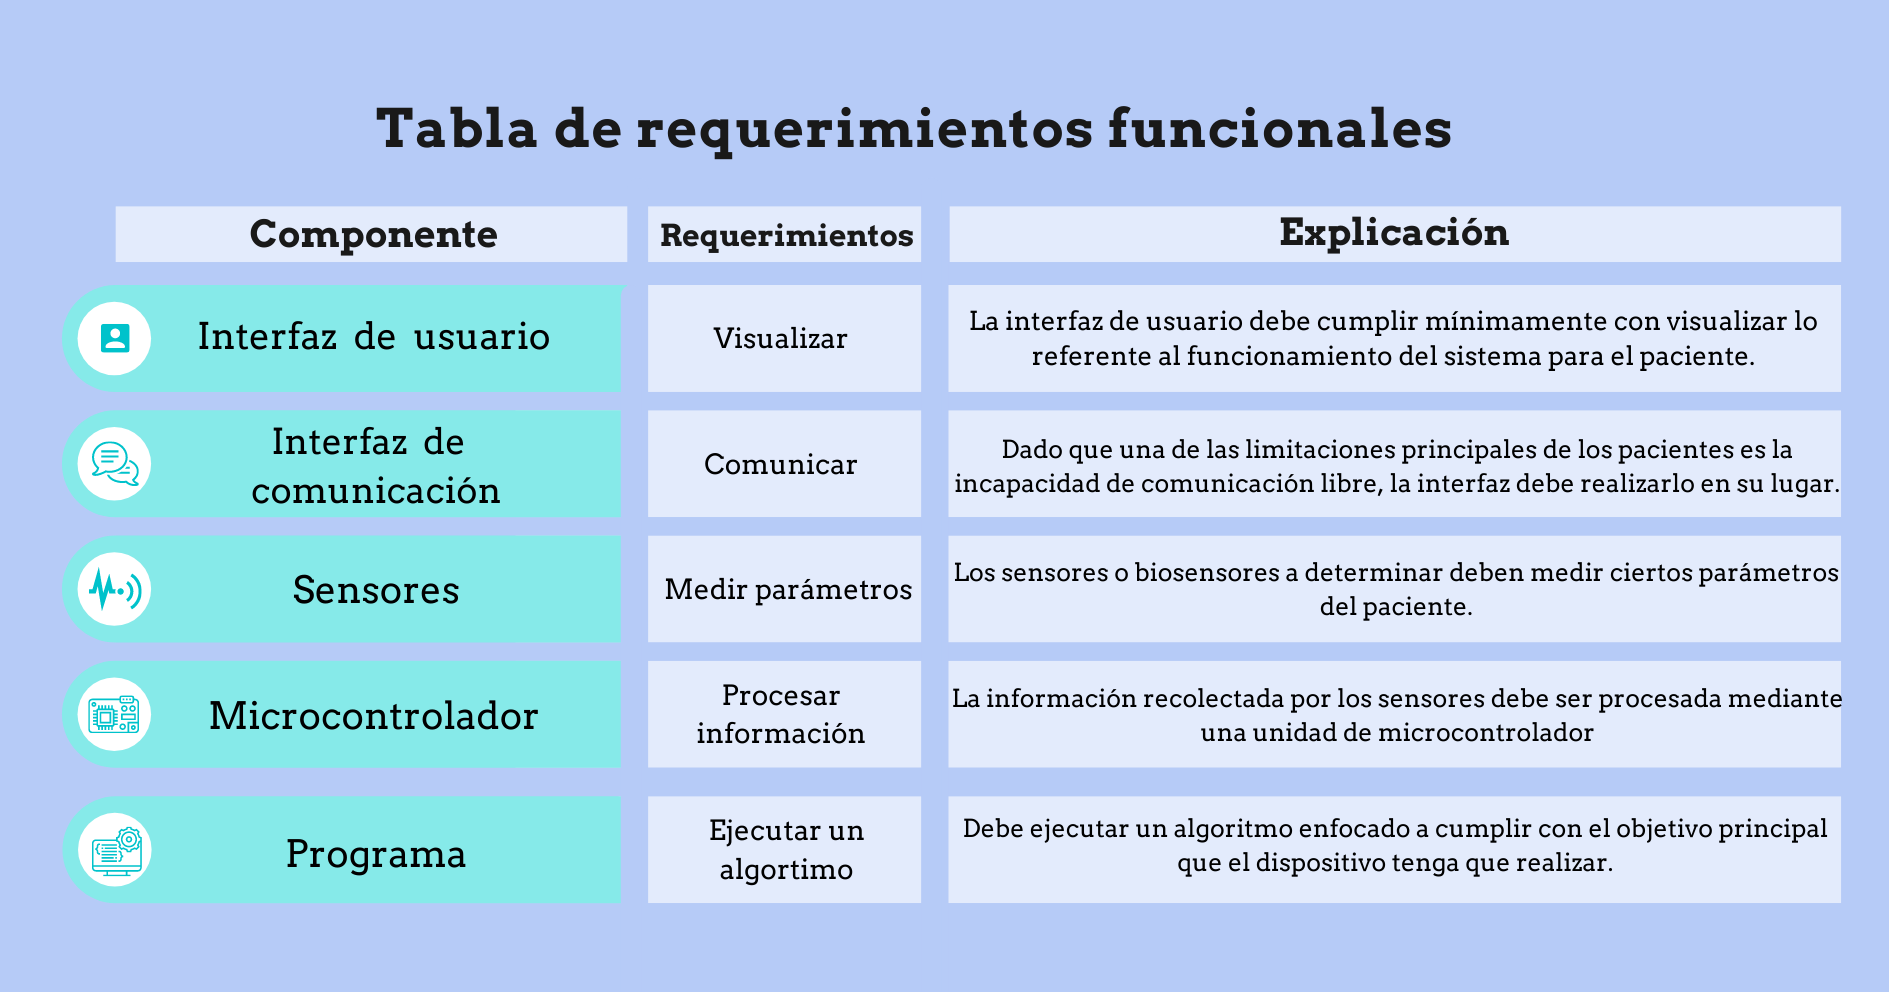 Tabla de requerimientos funcionales
Componente
Requerimientos
Explicación
Interfaz de usuario
Visualizar
La interfaz de usuario debe cumplir mínimamente con visualizar lo
referente al funcionamiento del sistema para el paciente.
Interfaz de
comunicación
Comunicar
Dado que una de las limitaciones principales de los pacientes es la
incapacidad de comunicación libre, la interfaz debe realizarlo en su lugar.
Sensores
Medir parámetros
Los sensores o biosensores a determinar deben medir ciertos parámetros
del paciente.
Microcontrolador
Procesar
información
La información recolectada por los sensores debe ser procesada mediante
una unidad de microcontrolador
Programa
Ejecutar un
algortimo
Debe ejecutar un algoritmo enfocado a cumplir con el objetivo principal
que el dispositivo tenga que realizar.